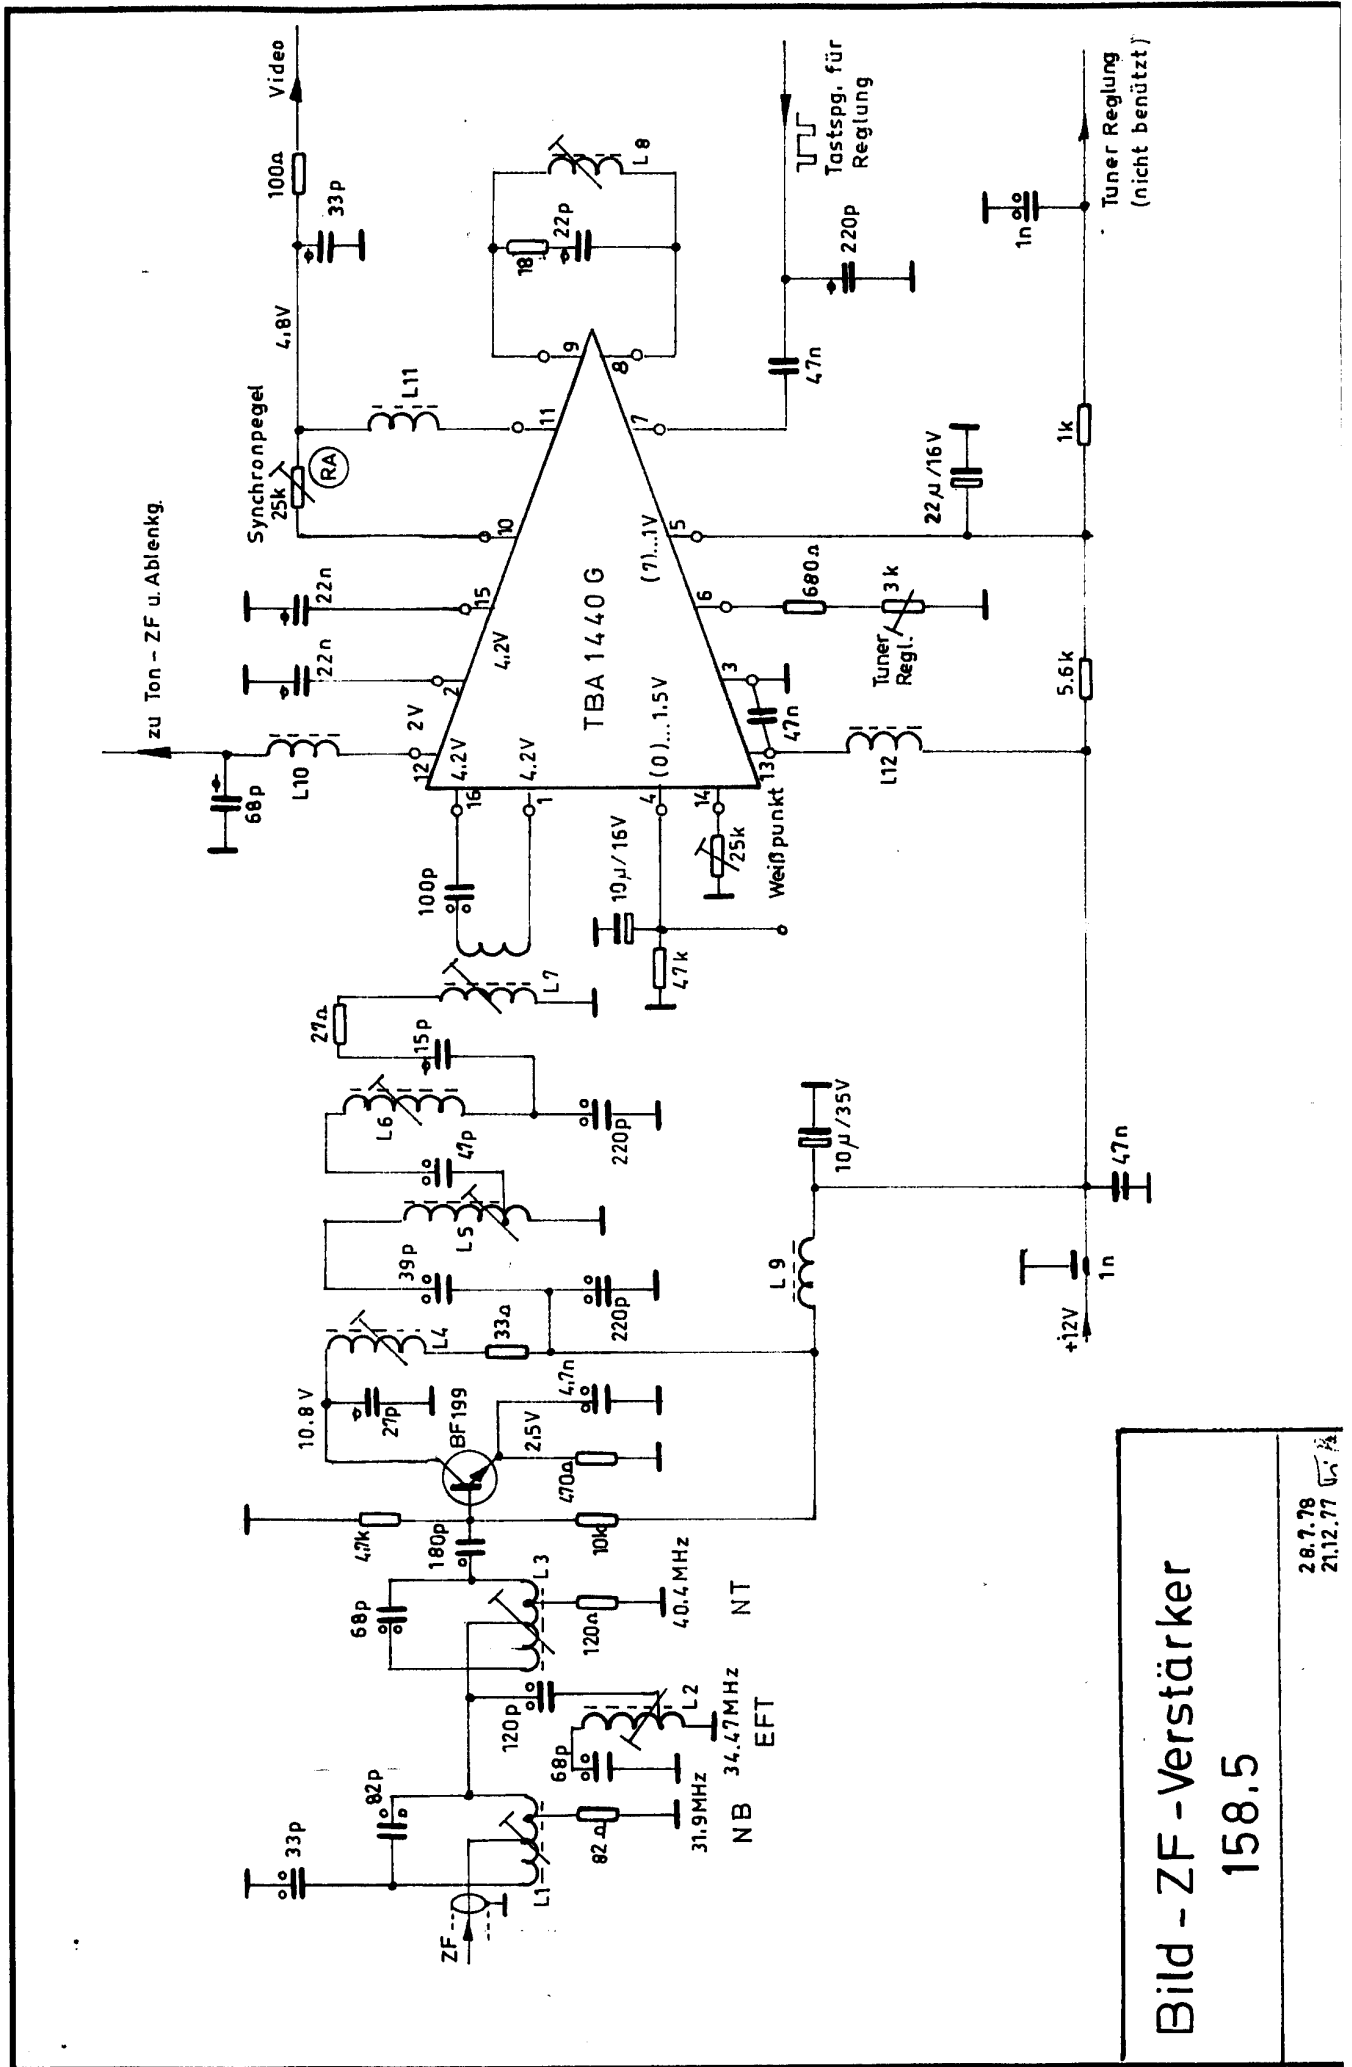 Video
100Ω
33p
4,8V
Synchronpegel
25k
RA
L11
zu Ton - ZF u. Ablenkg.
22n
22n
68p
L10
12
2V
2
15
10
11
9
8
7
5
6
3
13
14
4
1
16
4.2V
4.2V
4.2V
TBA 1440 G
(0)...1.5V
(7)...1V
18
22p
L8
Tastspg. für
Reglung
220p
47n
1n
Tuner Reglung
(nicht benützt)
1k
22µ/16V
680Ω
3k
Tuner
Regl.
5.6k
47n
L12
25k
Weißpunkt
10µ/16V
47k
100p
L7
27Ω
15p
L6
47p
220p
L5
39p
220p
L4
33Ω
10.8V
27p
BF199
2.5V
4,7n
470Ω
4,7k
180p
10k
L3
68p
120Ω
40.4MHz
NT
120p
68p
L2
34.47MHz
EFT
82p
33p
L1
82Ω
31.9MHz
NB
ZF
L9
10µ/35V
47n
1n
+12V
Bild - ZF - Verstärker
158.5
28.7.78
21.12.77